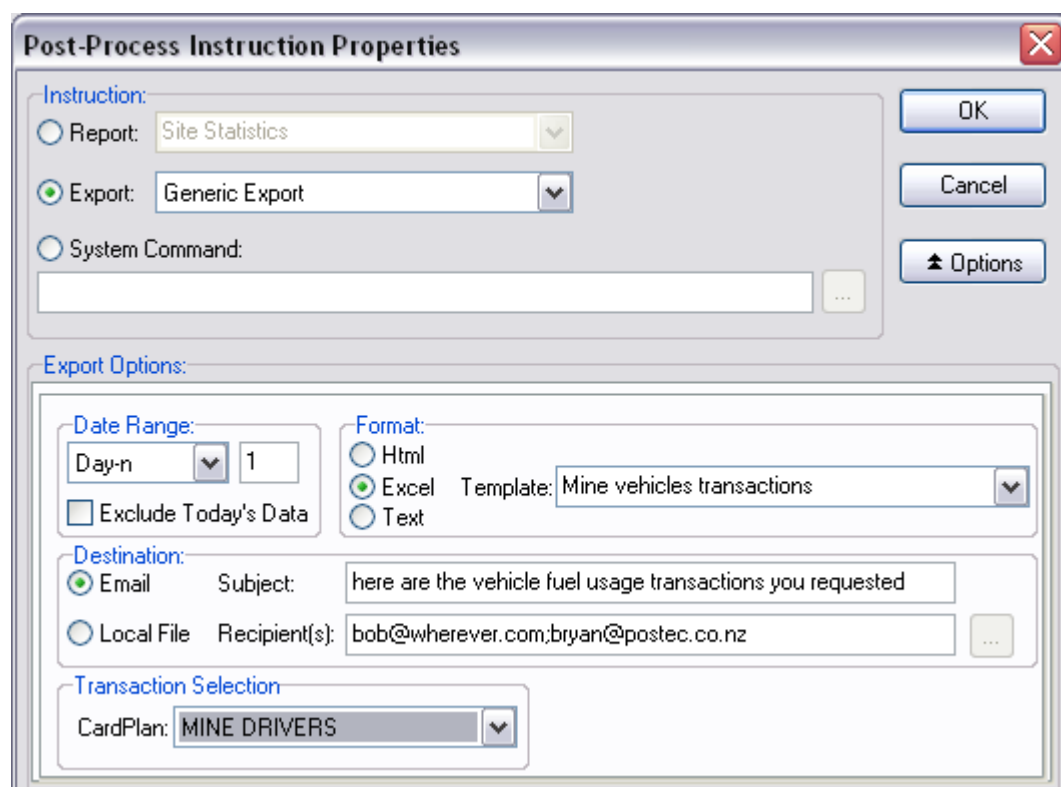 Post-Process Instruction Properties
Instruction:
Report: Site Statistics
OK
Export: Generic Export
Cancel
System Command:
Options
...
Export Options:
Date Range:
Format:
Day-n 1
Html
Excel Template: Mine vehicles transactions
Exclude Today's Data
Text
Destination:
Email Subject: here are the vehicle fuel usage transactions you requested
Local File Recipient(s): bob@wherever.com;bryan@postec.co.nz ...
Transaction Selection
CardPlan: MINE DRIVERS